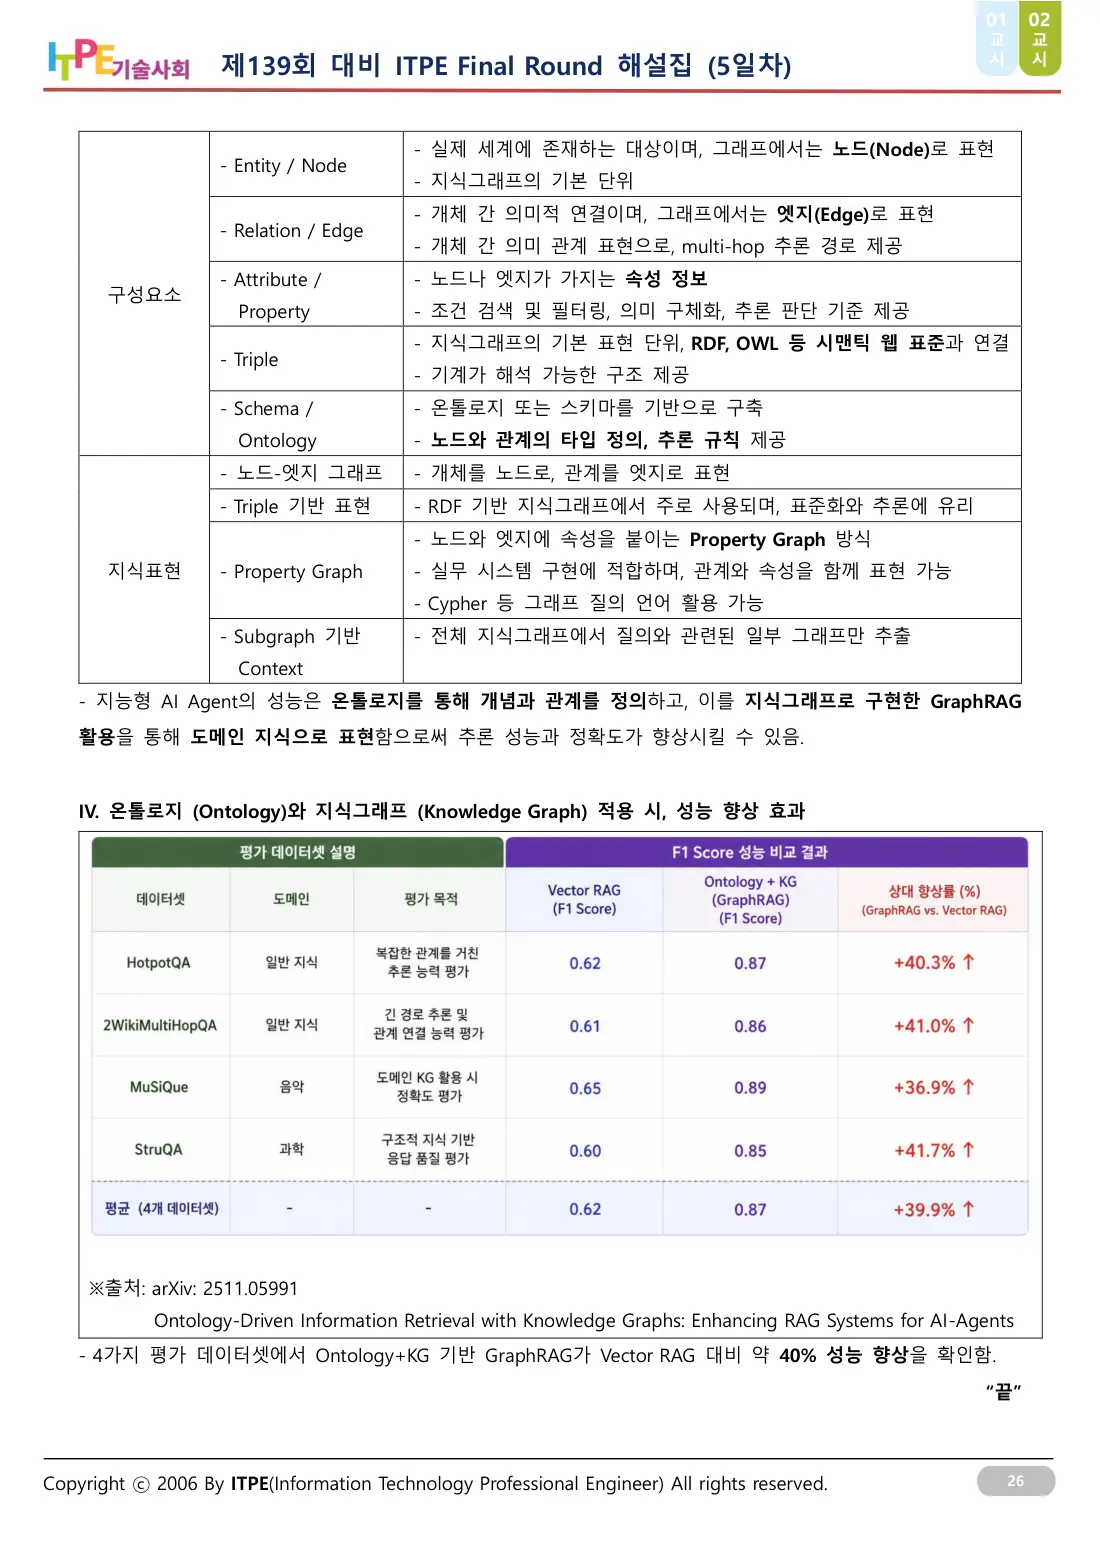 01
교
시
02
교
시
ITPE기술사회 제139회 대비 ITPE Final Round 해설집 (5일차)
구성요소
- Entity / Node
- 실제 세계에 존재하는 대상이며, 그래프에서는 노드(Node)로 표현
- 지식그래프의 기본 단위
- Relation / Edge
- 개체 간 의미적 연결이며, 그래프에서는 엣지(Edge)로 표현
- 개체 간 의미 관계 표현으로, multi-hop 추론 경로 제공
- Attribute /
Property
- 노드나 엣지가 가지는 속성 정보
- 조건 검색 및 필터링, 의미 구체화, 추론 판단 기준 제공
- Triple
- 지식그래프의 기본 표현 단위, RDF, OWL 등 시맨틱 웹 표준과 연결
- 기계가 해석 가능한 구조 제공
- Schema /
Ontology
- 온톨로지 또는 스키마를 기반으로 구축
- 노드와 관계의 타입 정의, 추론 규칙 제공
지식표현
- 노드-엣지 그래프
- 개체를 노드로, 관계를 엣지로 표현
- Triple 기반 표현
- RDF 기반 지식그래프에서 주로 사용되며, 표준화와 추론에 유리
- Property Graph
- 노드와 엣지에 속성을 붙이는 Property Graph 방식
- 실무 시스템 구현에 적합하며, 관계와 속성을 함께 표현 가능
- Cypher 등 그래프 질의 언어 활용 가능
- Subgraph 기반
Context
- 전체 지식그래프에서 질의와 관련된 일부 그래프만 추출
- 지능형 AI Agent의 성능은 온톨로지를 통해 개념과 관계를 정의하고, 이를 지식그래프로 구현한 GraphRAG
활용을 통해 도메인 지식으로 표현함으로써 추론 성능과 정확도가 향상시킬 수 있음.
IV. 온톨로지 (Ontology)와 지식그래프 (Knowledge Graph) 적용 시, 성능 향상 효과
평가 데이터셋 설명
F1 Score 성능 비교 결과
데이터셋
도메인
평가 목적
Vector RAG
(F1 Score)
Ontology + KG
(GraphRAG)
(F1 Score)
상대 향상률 (%)
(GraphRAG vs. Vector RAG)
HotpotQA
일반 지식
복잡한 관계를 거친
추론 능력 평가
0.62
0.87
+40.3% ↑
2WikiMultiHopQA
일반 지식
긴 경로 추론 및
관계 연결 능력 평가
0.61
0.86
+41.0% ↑
MuSiQue
음악
도메인 KG 활용 시
정확도 평가
0.65
0.89
+36.9% ↑
StruQA
과학
구조적 지식 기반
응답 품질 평가
0.60
0.85
+41.7% ↑
평균 (4개 데이터셋)
-
-
0.62
0.87
+39.9% ↑
※출처: arXiv: 2511.05991
Ontology-Driven Information Retrieval with Knowledge Graphs: Enhancing RAG Systems for AI-Agents
- 4가지 평가 데이터셋에서 Ontology+KG 기반 GraphRAG가 Vector RAG 대비 약 40% 성능 향상을 확인함.
“끝”
Copyright ⓒ 2006 By ITPE(Information Technology Professional Engineer) All rights reserved.
26